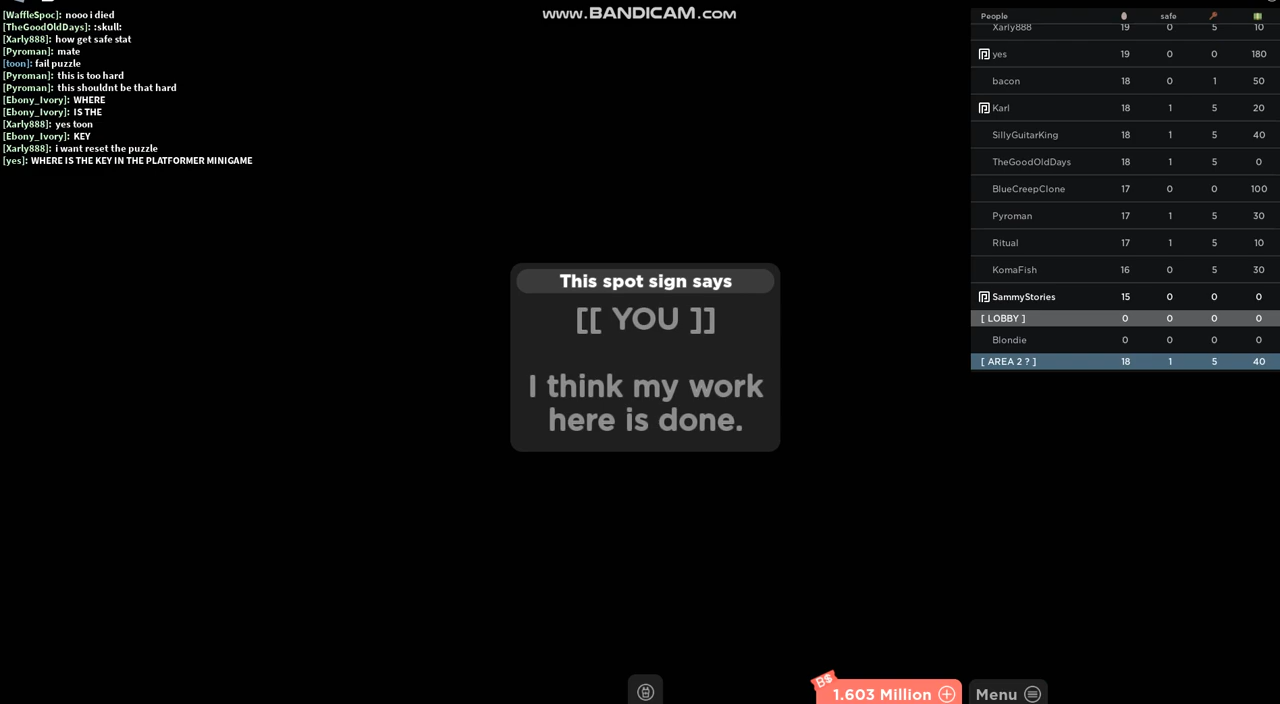 www.BANDICAM.com
[WaffleSpoc]: nooo i died
[TheGoodOldDays]: :skull:
[Xarly888]: how get safe stat
[Pyroman]: mate
[toon]: fail puzzle
[Pyroman]: this is too hard
[Pyroman]: this shouldnt be that hard
[Ebony_Ivory]: WHERE
[Ebony_Ivory]: IS THE
[Xarly888]: yes toon
[Ebony_Ivory]: KEY
[Xarly888]: i want reset the puzzle
[yes]: WHERE IS THE KEY IN THE PLATFORMER MINIGAME
This spot sign says
[[ YOU ]]
I think my work
here is done.
People safe
Xarly888 19 0 5 10
yes 19 0 0 180
bacon 18 0 1 50
Karl 18 1 5 20
SillyGuitarKing 18 1 5 40
TheGoodOldDays 18 1 5 0
BlueCreepClone 17 0 0 100
Pyroman 17 1 5 30
Ritual 17 1 5 10
KomaFish 16 0 5 30
SammyStories 15 0 0 0
[ LOBBY ] 0 0 0 0
Blondie 0 0 0 0
[ AREA 2 ? ] 18 1 5 40
B$
1.603 Million
Menu